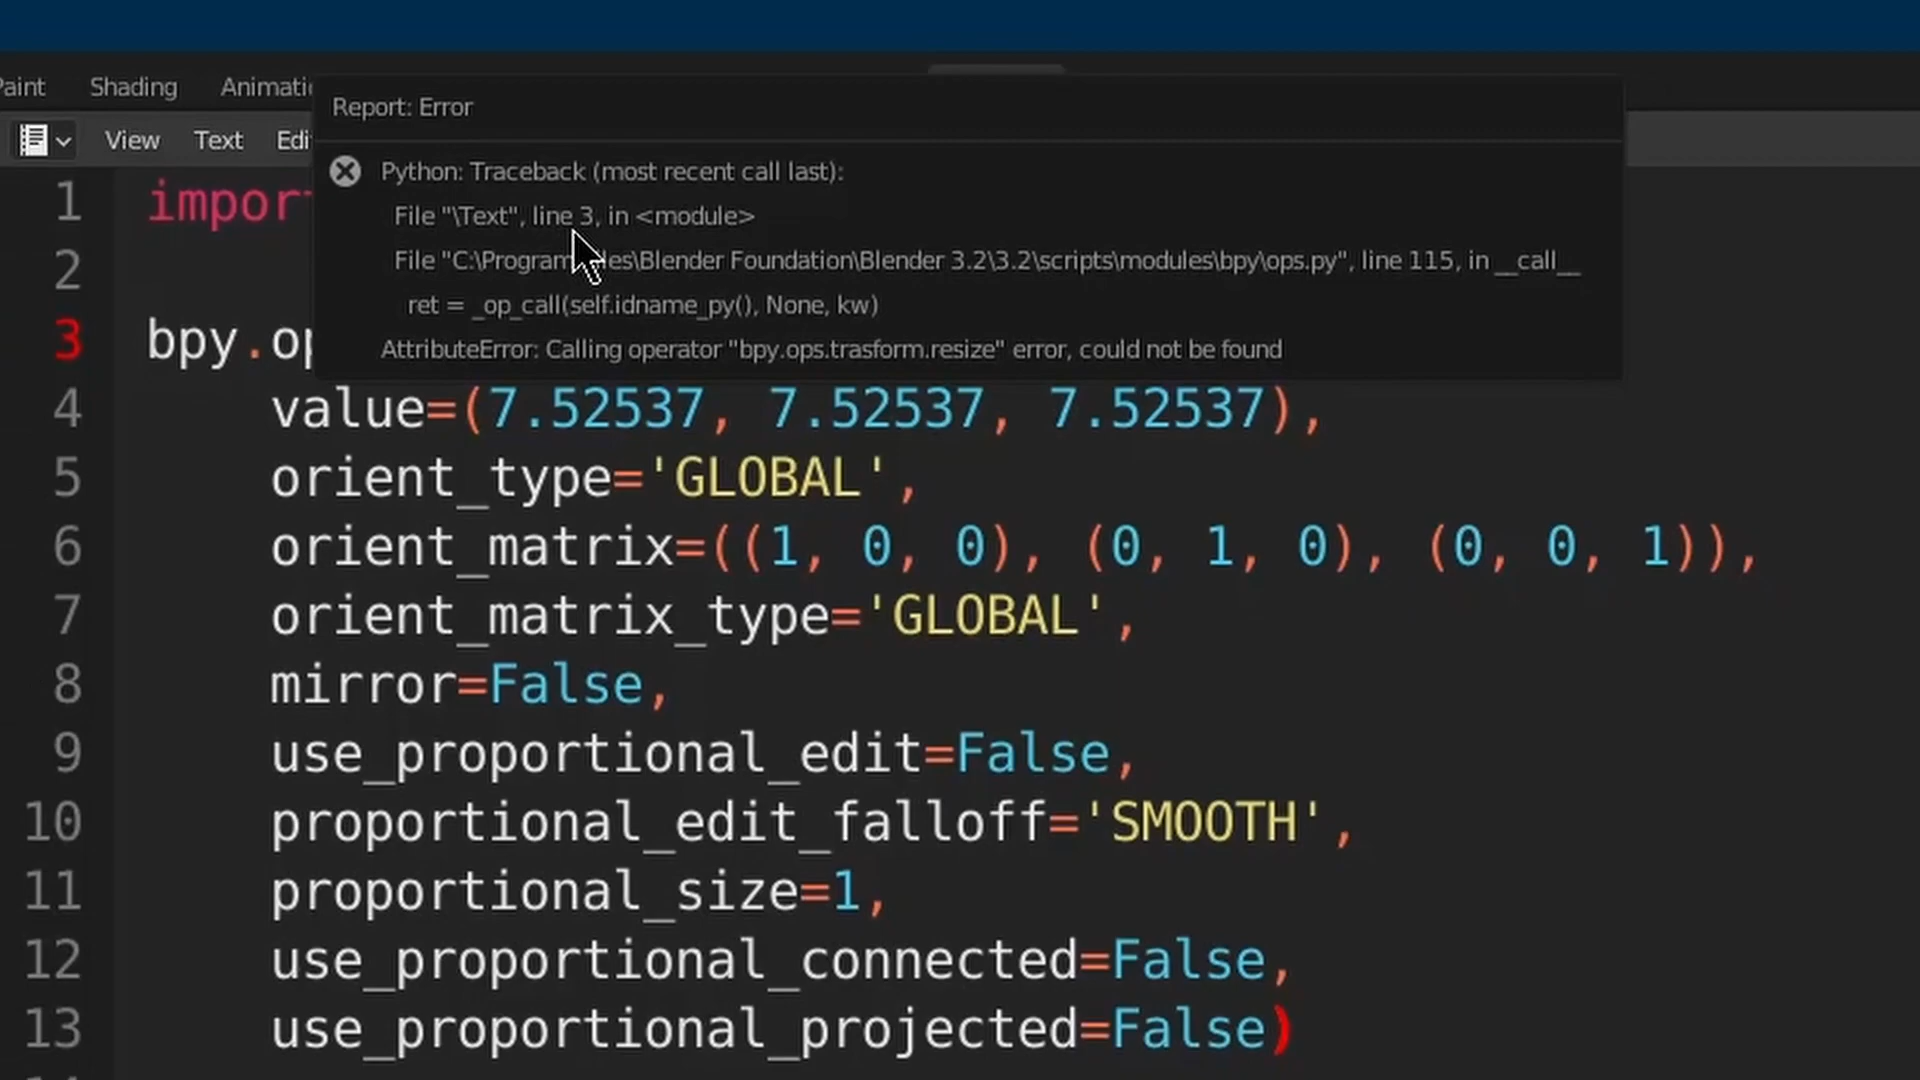 Paint Shading Animati
Report: Error
View Text Edi
Python: Traceback (most recent call last):
File "\Text", line 3, in <module>
File "C:\Program les\Blender Foundation\Blender 3.2\3.2\scripts\modules\bpy\ops.py", line 115, in __call__
ret = _op_call(self.idname_py(), None, kw)
AttributeError: Calling operator "bpy.ops.trasform.resize" error, could not be found
1 impor
2
3 bpy.op
4 value=(7.52537, 7.52537, 7.52537),
5 orient_type='GLOBAL',
6 orient_matrix=((1, 0, 0), (0, 1, 0), (0, 0, 1)),
7 orient_matrix_type='GLOBAL',
8 mirror=False,
9 use_proportional_edit=False,
10 proportional_edit_falloff='SMOOTH',
11 proportional_size=1,
12 use_proportional_connected=False,
13 use_proportional_projected=False)